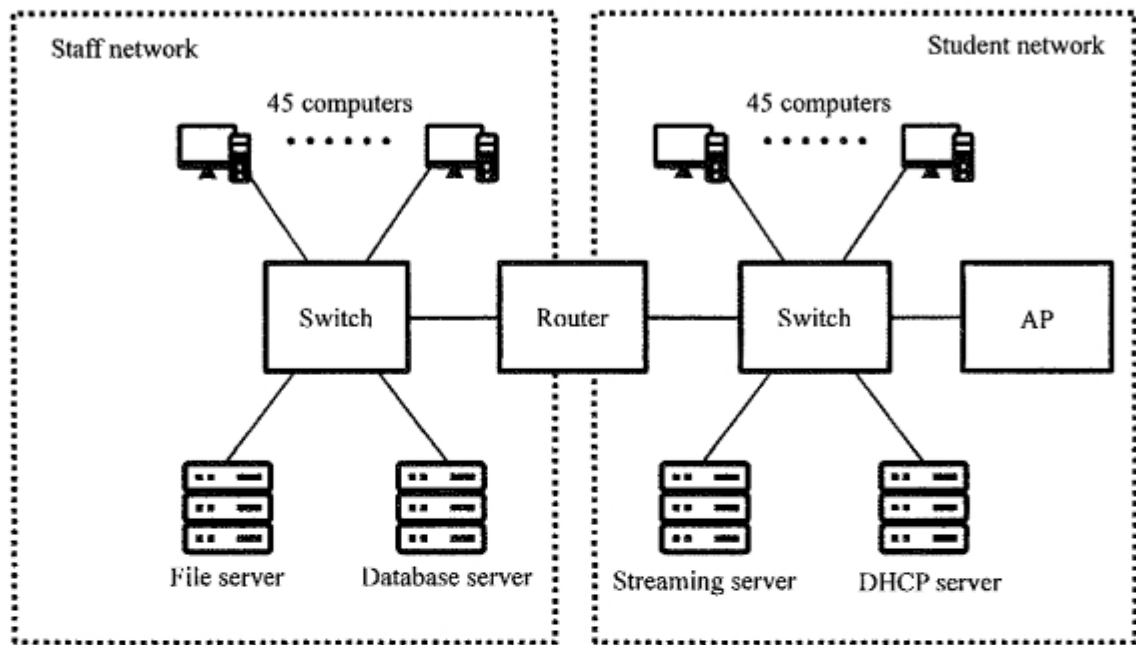 Staff network
Student network
45 computers
45 computers
Switch
Router
Switch
AP
File server
Database server
Streaming server
DHCP server